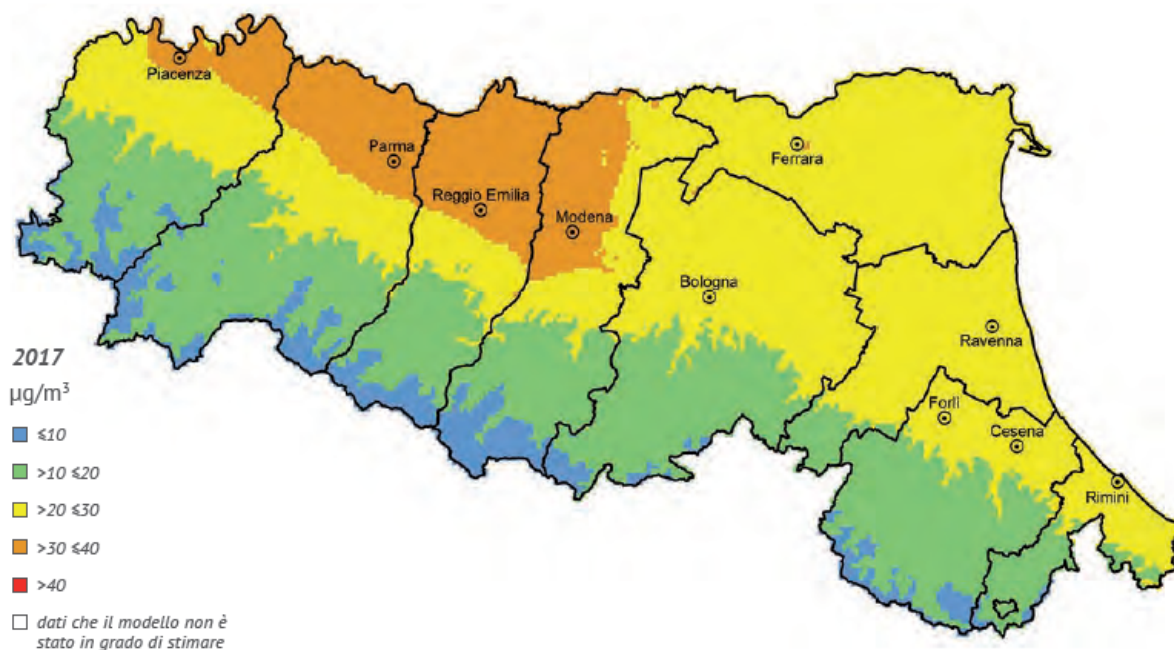 Piacenza
Parma
Ferrara
Reggio Emilia
Modena
Bologna
Ravenna
Forlì
Cesena
Rimini
2017
µg/m³
≤10
>10 ≤20
>20 ≤30
>30 ≤40
>40
dati che il modello non è
stato in grado di stimare